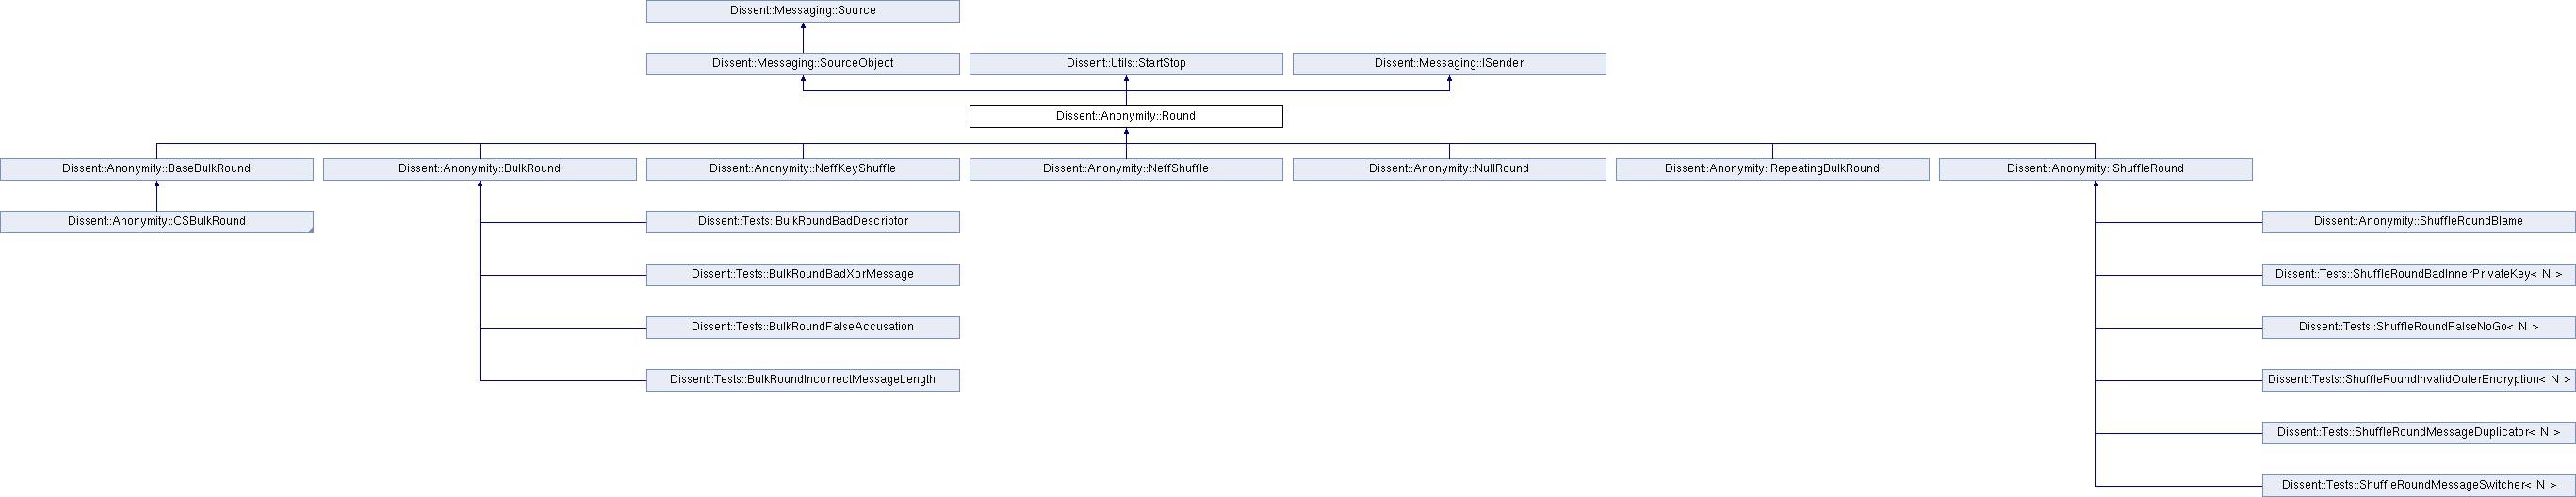 Dissent::Messaging::Source
Dissent::Messaging::SourceObject
Dissent::Utils::StartStop
Dissent::Messaging::ISender
Dissent::Anonymity::Round
Dissent::Anonymity::BaseBulkRound
Dissent::Anonymity::BulkRound
Dissent::Anonymity::NeffKeyShuffle
Dissent::Anonymity::NeffShuffle
Dissent::Anonymity::NullRound
Dissent::Anonymity::RepeatingBulkRound
Dissent::Anonymity::ShuffleRound
Dissent::Anonymity::CSBulkRound
Dissent::Tests::BulkRoundBadDescriptor
Dissent::Anonymity::ShuffleRoundBlame
Dissent::Tests::BulkRoundBadXorMessage
Dissent::Tests::ShuffleRoundBadInnerPrivateKey< N >
Dissent::Tests::BulkRoundFalseAccusation
Dissent::Tests::ShuffleRoundFalseNoGo< N >
Dissent::Tests::BulkRoundIncorrectMessageLength
Dissent::Tests::ShuffleRoundInvalidOuterEncryption< N >
Dissent::Tests::ShuffleRoundMessageDuplicator< N >
Dissent::Tests::ShuffleRoundMessageSwitcher< N >